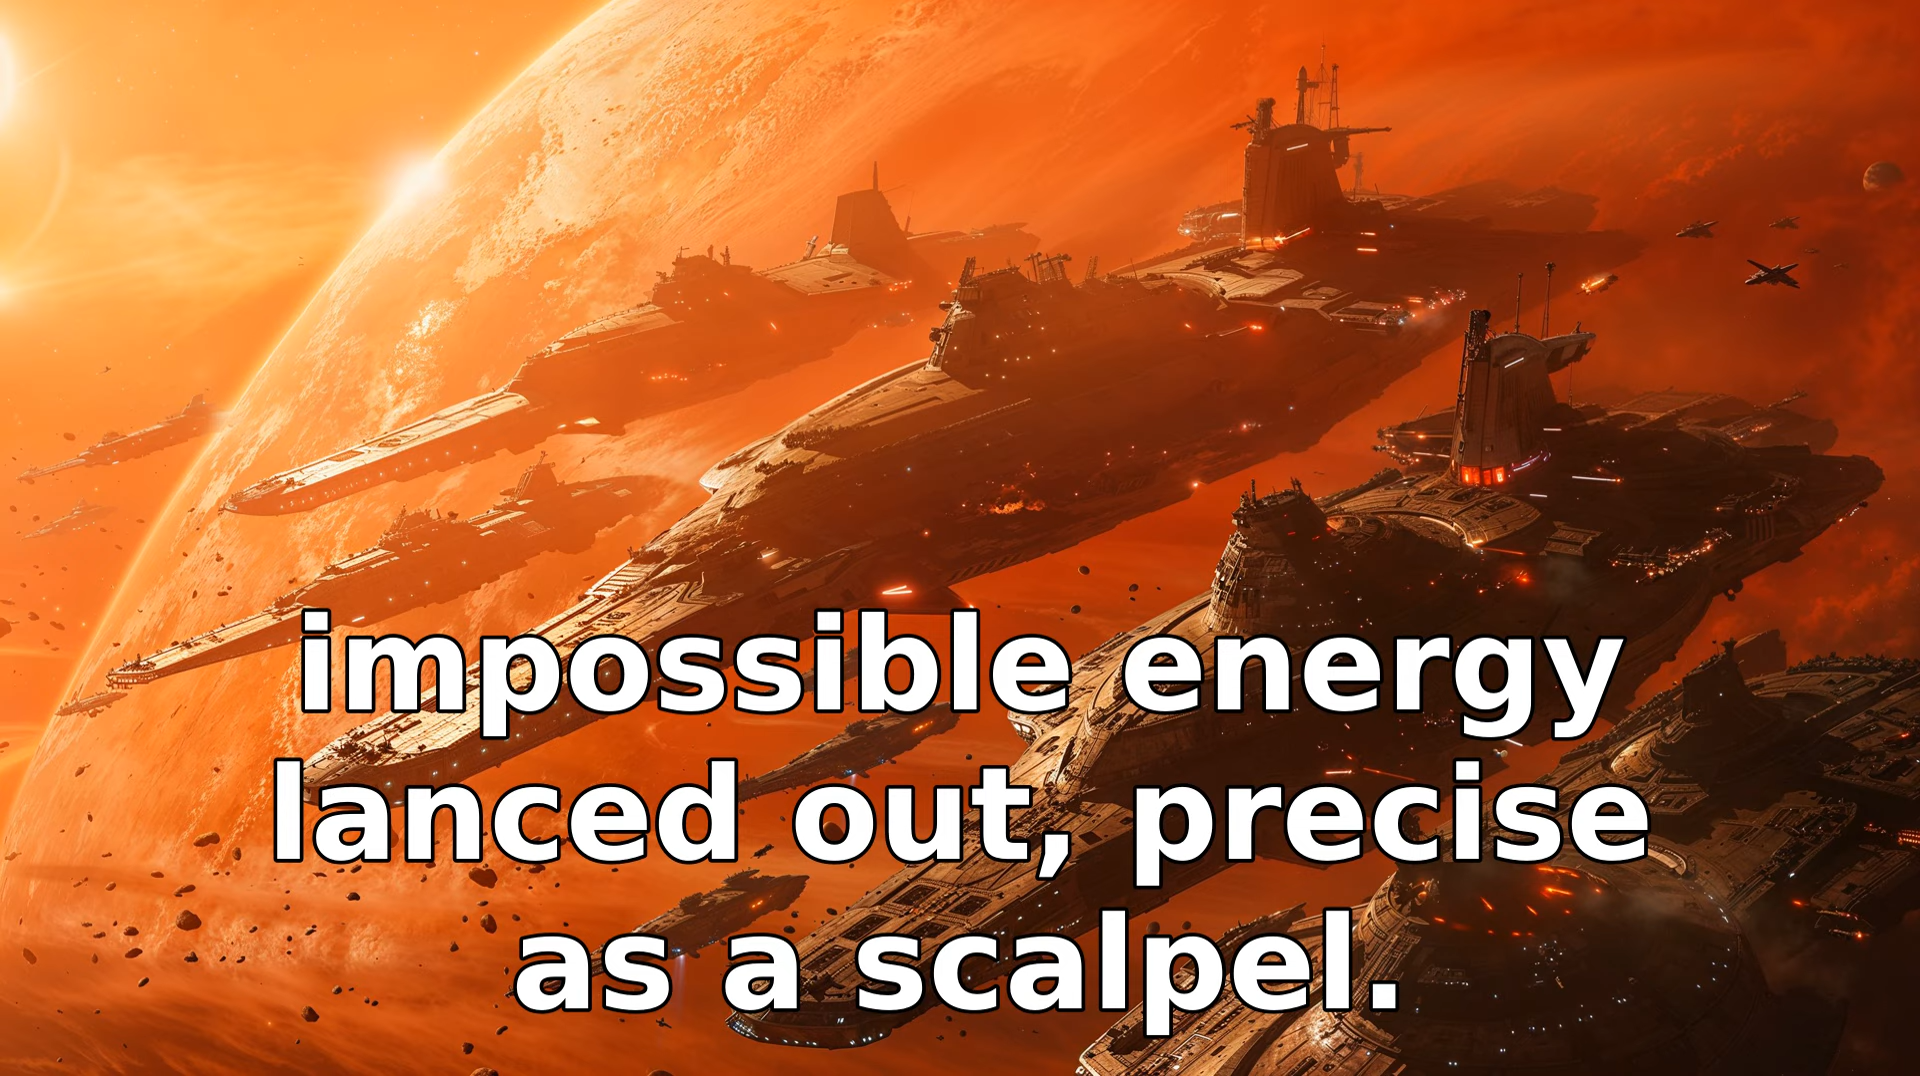 impossible energy
lanced out, precise
as a scalpel.